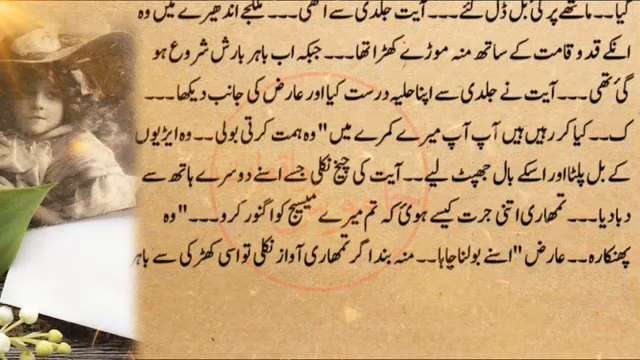 گیا۔۔ ماتھے پر کی بل ڈل گئے۔۔۔ آیت جلدی سے اٹھی۔۔۔ ملگجے اندھیرے میں وہ
انکے قد و قامت کے ساتھ منہ موڑے کھڑا تھا۔۔۔ جبکہ اب باہر بارش شروع ہو
گئ تھی۔۔۔ آیت نے جلدی سے اپنا حلیہ درست کیا اور عارض کی جانب دیکھا۔۔۔
ک۔۔ کیا کر رہیں ہیں آپ آپ میرے کمرے میں "وہ ہمت کرتی بولی۔۔ وہ ایڑیوں
کے بل پلٹا اور اسکے بال جھپٹ لیے۔۔ آیت کی چیخ نکلی جسے اسنے دوسرے ہاتھ سے
دبا دیا۔۔۔ تمھاری اتنی جرت کیسے ہوئ کہ تم میرے میسیج کو اگنور کرو۔۔۔ "وہ
پھنکارہ۔۔ عارض "اسنے بولنا چاہا۔۔ منہ بند اگر تمھاری آواز نکلی تو اسی کھڑکی سے باہر